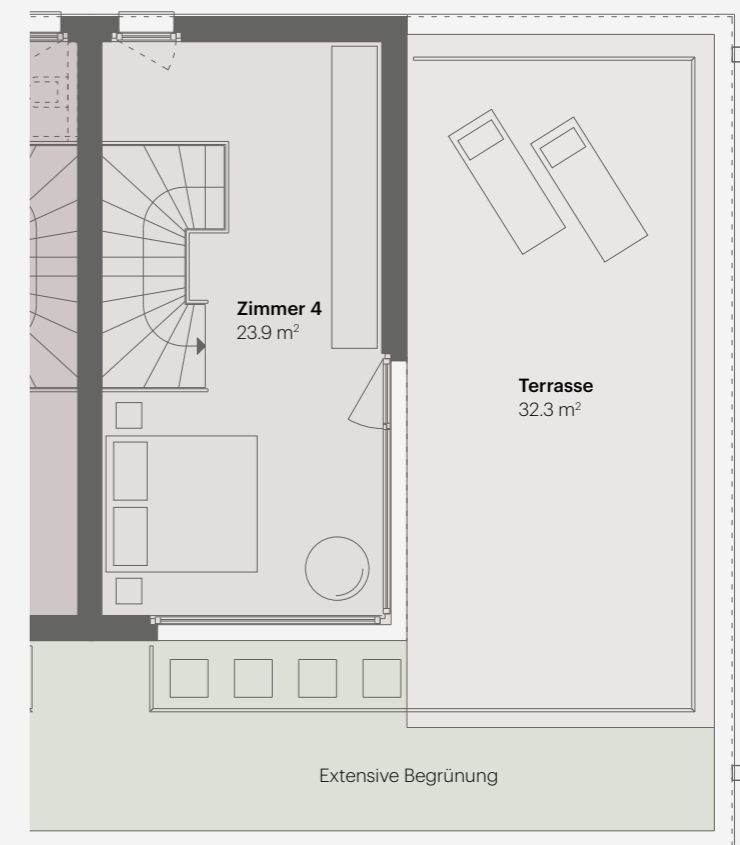 Zimmer 4
23.9 m²
Terrasse
32.3 m²
Extensive Begrünung